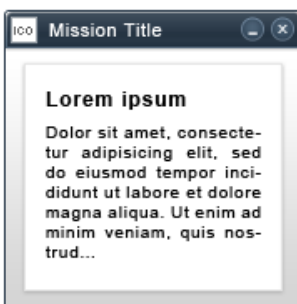 ICO Mission Title
Lorem ipsum
Dolor sit amet, consecte-
tur adipisicing elit, sed
do eiusmod tempor inci-
didunt ut labore et dolore
magna aliqua. Ut enim ad
minim veniam, quis nos-
trud...